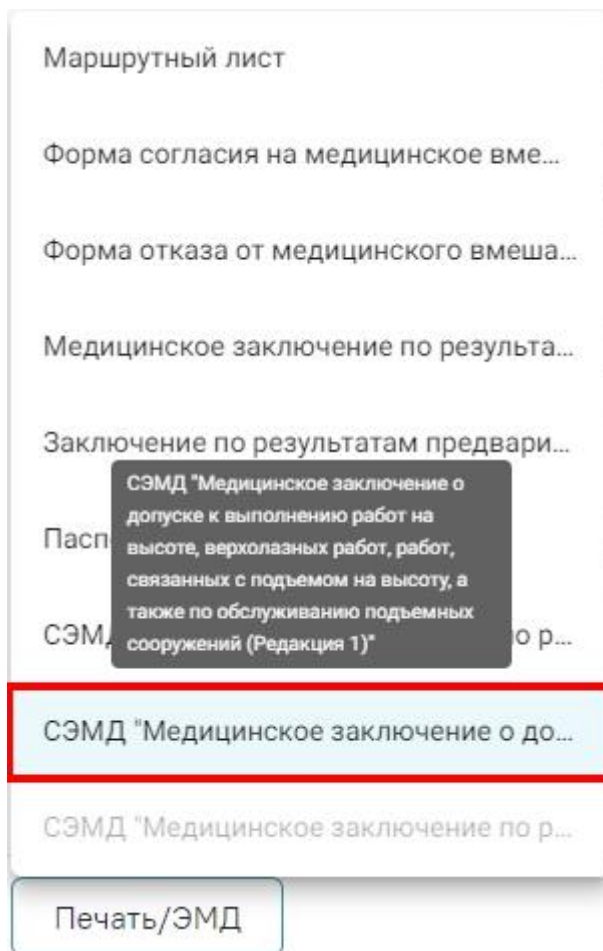 Маршрутный лист
Форма согласия на медицинское вме...
Форма отказа от медицинского вмеша...
Медицинское заключение по результа...
Заключение по результатам предвари...
СЭМД "Медицинское заключение о
допуске к выполнению работ на
высоте, верхолазных работ, работ,
связанных с подъемом на высоту, а
также по обслуживанию подъемных
сооружений (Редакция 1)"
СЭМД "Медицинское заключение о до...
СЭМД "Медицинское заключение по р...
Печать/ЭМД